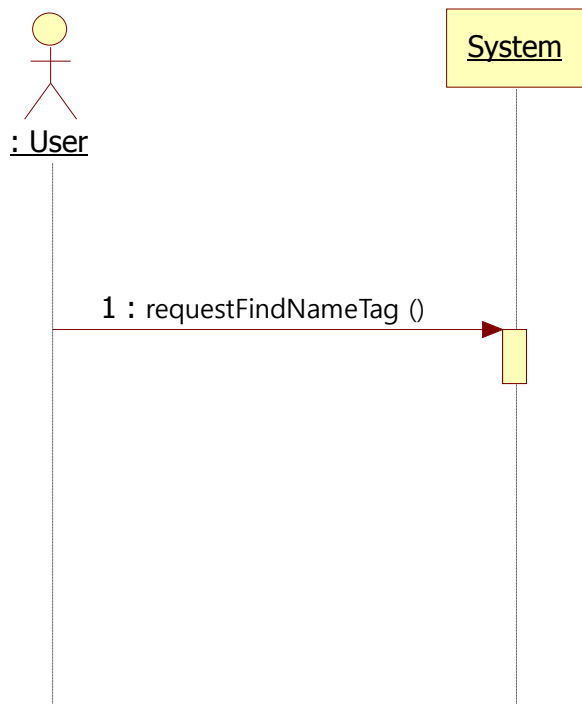 System
: User
1 : requestFindNameTag ()